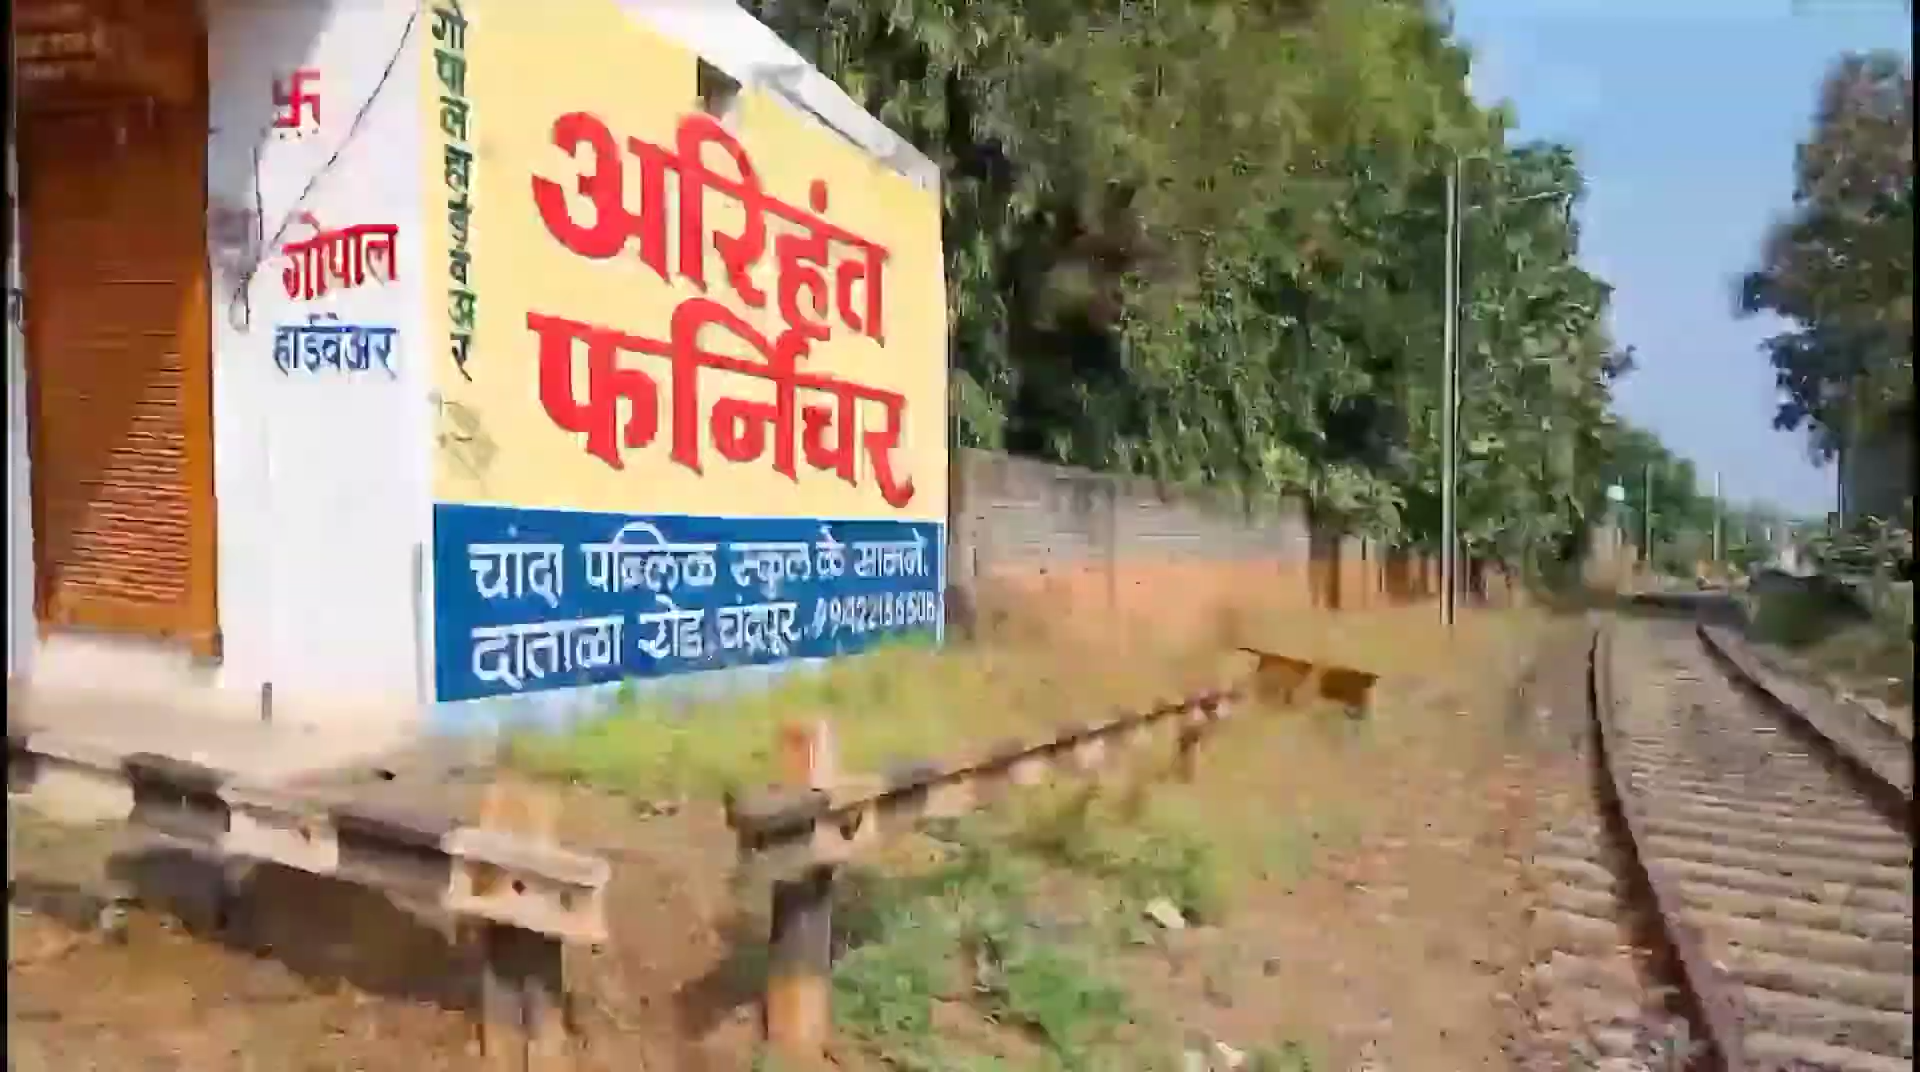 गोपाल
हार्डवेअर
गोपाल हार्डवेअर
अरिहंत
फर्निचर
चांदा पब्लिक स्कुल के सामने.
दाताळा रोड, चंद्रपूर.